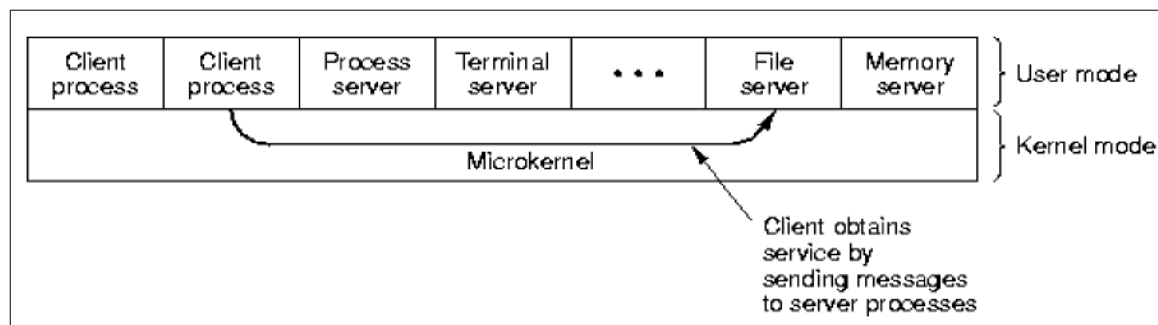 Client process
Client process
Process server
Terminal server
• • •
File server
Memory server
User mode
Microkernel
Kernel mode
Client obtains
service by
sending messages
to server processes